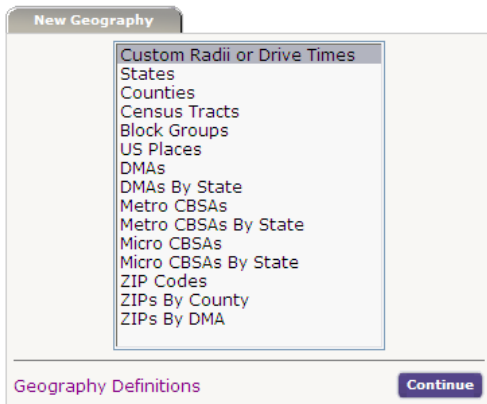 New Geography
Custom Radii or Drive Times
States
Counties
Census Tracts
Block Groups
US Places
DMAs
DMAs By State
Metro CBSAs
Metro CBSAs By State
Micro CBSAs
Micro CBSAs By State
ZIP Codes
ZIPs By County
ZIPs By DMA
Geography Definitions
Continue